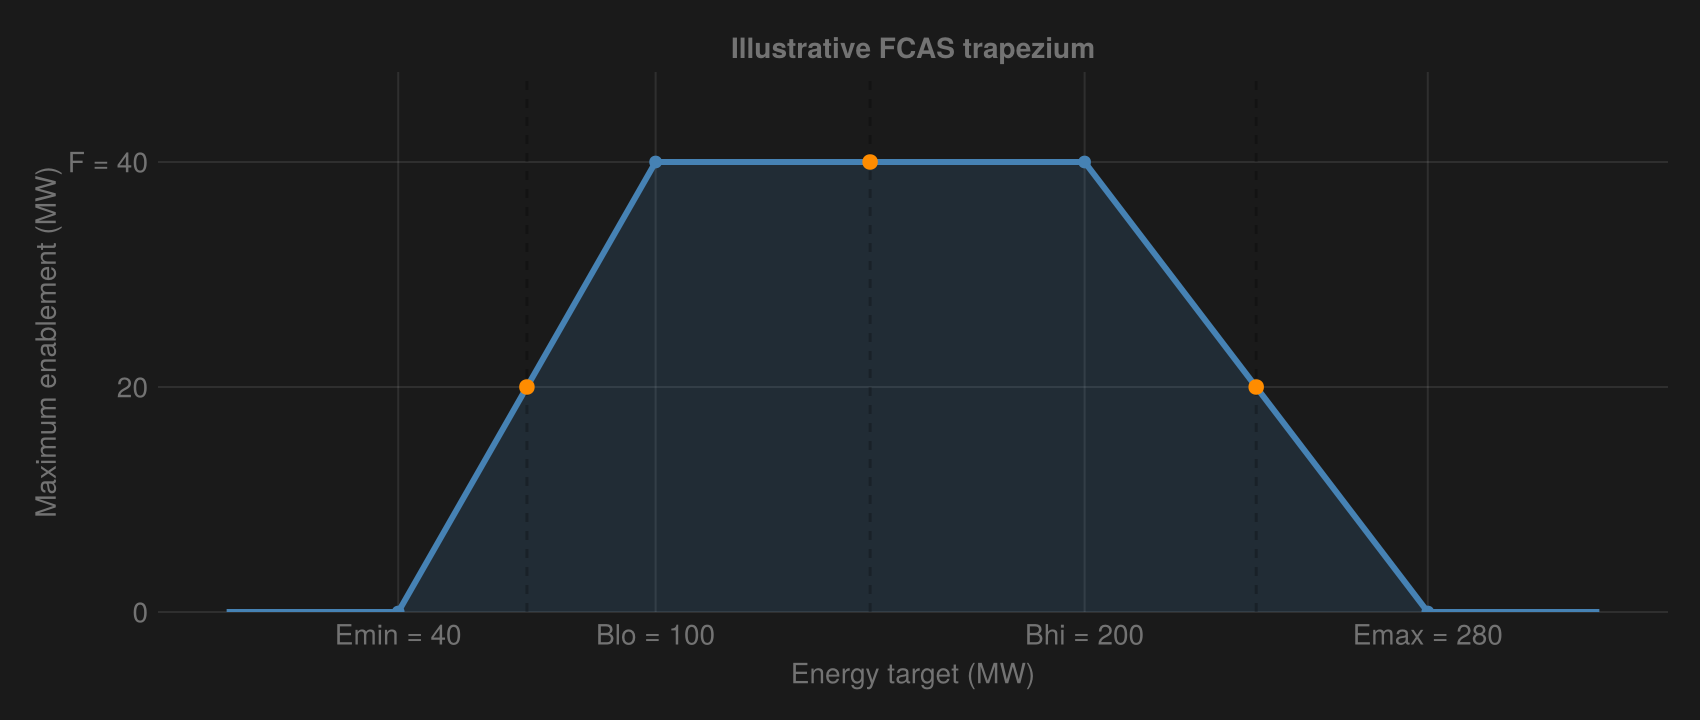 Illustrative FCAS trapezium
Maximum enablement (MW)
F = 40
20
0
Emin = 40
Blo = 100
Bhi = 200
Emax = 280
Energy target (MW)